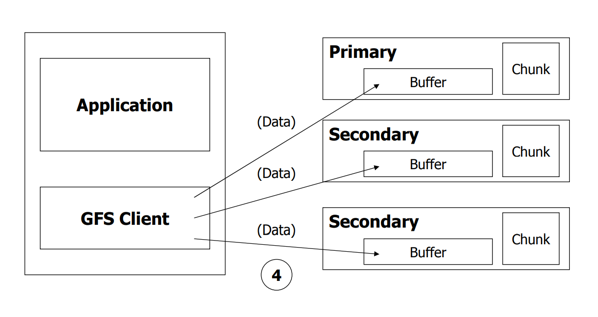 Application
GFS Client
(Data)
(Data)
(Data)
4
Primary
Buffer
Chunk
Secondary
Buffer
Chunk
Secondary
Buffer
Chunk